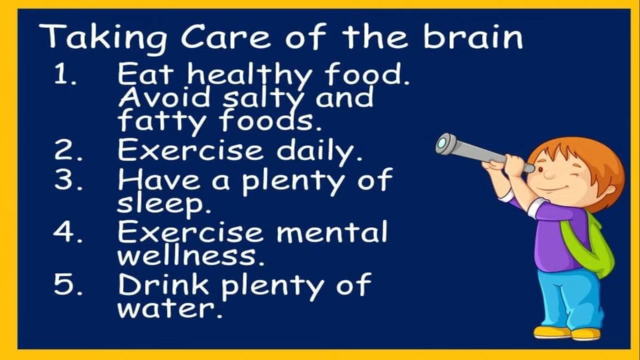 Taking Care of the brain
1. Eat healthy food.
Avoid salty and
fatty foods.
2. Exercise daily.
3. Have a plenty of
sleep.
4. Exercise mental
wellness.
5. Drink plenty of
water.